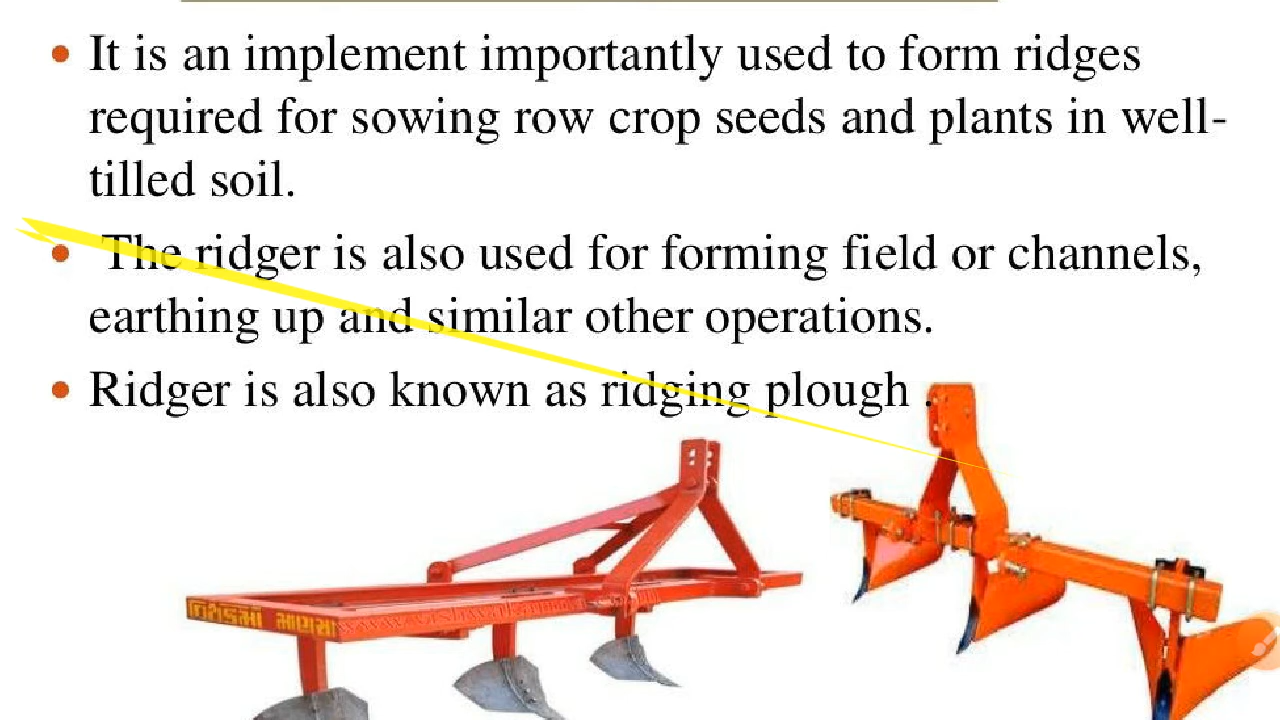 It is an implement importantly used to form ridges
required for sowing row crop seeds and plants in well-
tilled soil.
The ridger is also used for forming field or channels,
earthing up and similar other operations.
Ridger is also known as ridging plough .